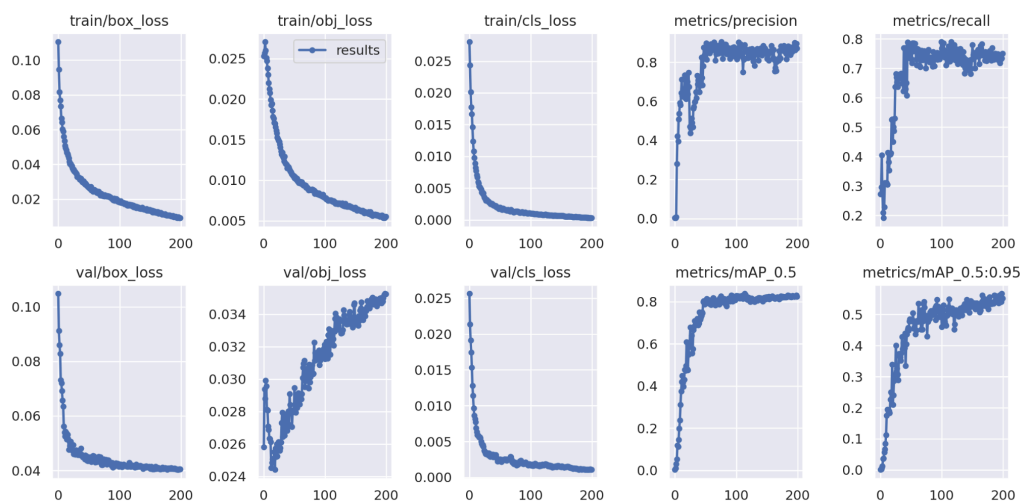 train/box_loss
train/obj_loss
train/cls_loss
metrics/precision
metrics/recall
0.10
0.08
0.06
0.04
0.02
0 100 200
0.025
0.020
0.015
0.010
0.005
results
0 100 200
0.025
0.020
0.015
0.010
0.005
0.000
0 100 200
0.8
0.6
0.4
0.2
0.0
0 100 200
0.8
0.7
0.6
0.5
0.4
0.3
0.2
0 100 200
val/box_loss
val/obj_loss
val/cls_loss
metrics/mAP_0.5
metrics/mAP_0.5:0.95
0.10
0.08
0.06
0.04
0 100 200
0.034
0.032
0.030
0.028
0.026
0.024
0 100 200
0.025
0.020
0.015
0.010
0.005
0.000
0 100 200
0.8
0.6
0.4
0.2
0.0
0 100 200
0.5
0.4
0.3
0.2
0.1
0.0
0 100 200